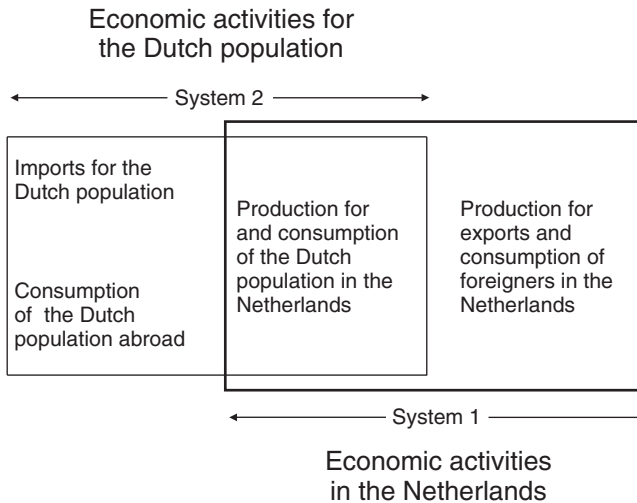 Economic activities for
the Dutch population
System 2
Imports for the
Dutch population
Consumption
of the Dutch
population abroad
Production for
and consumption
of the Dutch
population in the
Netherlands
Production for
exports and
consumption of
foreigners in the
Netherlands
System 1
Economic activities
in the Netherlands